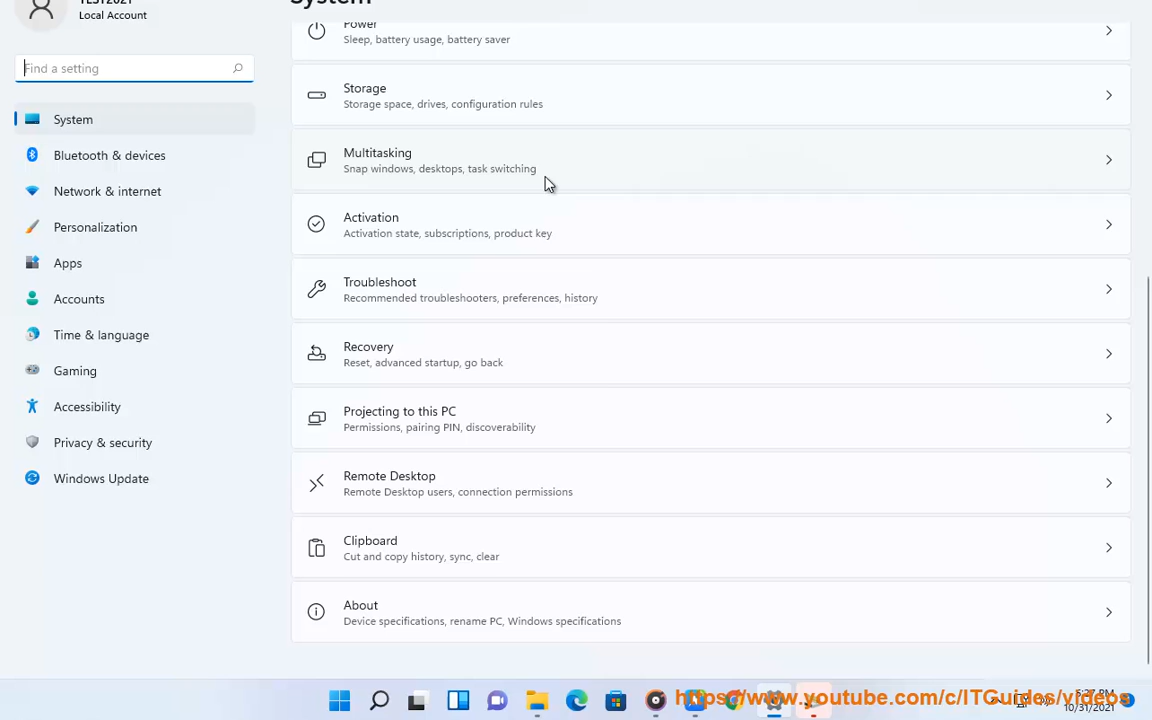 TEST2021
Local Account
System
Find a setting
System
Bluetooth & devices
Network & internet
Personalization
Apps
Accounts
Time & language
Gaming
Accessibility
Privacy & security
Windows Update
Power
Sleep, battery usage, battery saver
Storage
Storage space, drives, configuration rules
Multitasking
Snap windows, desktops, task switching
Activation
Activation state, subscriptions, product key
Troubleshoot
Recommended troubleshooters, preferences, history
Recovery
Reset, advanced startup, go back
Projecting to this PC
Permissions, pairing PIN, discoverability
Remote Desktop
Remote Desktop users, connection permissions
Clipboard
Cut and copy history, sync, clear
About
Device specifications, rename PC, Windows specifications
https://www.youtube.com/c/ITGuides/videos
10/31/2021